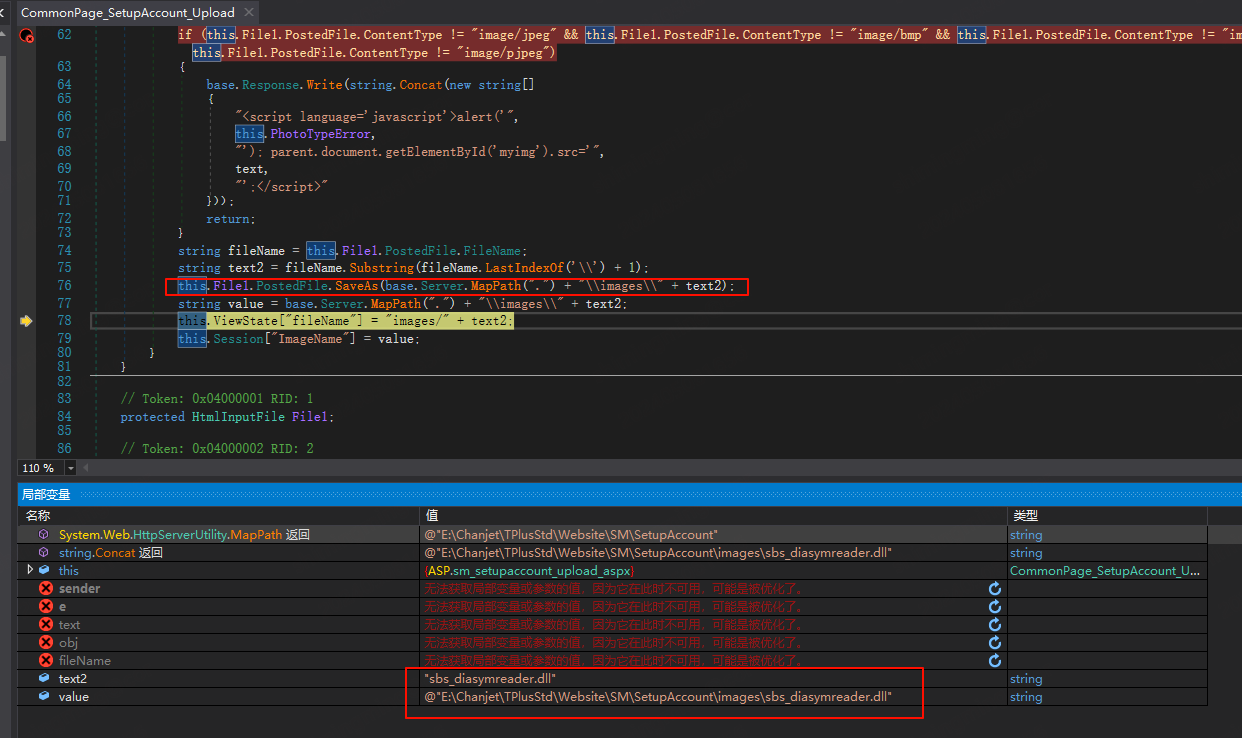 CommonPage_SetupAccount_Upload
62 if (this.File1.PostedFile.ContentType != "image/jpeg" && this.File1.PostedFile.ContentType != "image/bmp" && this.File1.PostedFile.ContentType != "im
this.File1.PostedFile.ContentType != "image/pjpeg")
63 {
64 base.Response.Write(string.Concat(new string[]
65 {
66 "<script language='javascript'>alert('",
67 this.PhotoTypeError,
68 "'); parent.document.getElementById('myimg').src='",
69 text,
70 "';</script>"
71 }));
72 return;
73 }
74 string fileName = this.File1.PostedFile.FileName;
75 string text2 = fileName.Substring(fileName.LastIndexOf('\\') + 1);
76 this.File1.PostedFile.SaveAs(base.Server.MapPath(".") + "\\images\\" + text2);
77 string value = base.Server.MapPath(".") + "\\images\\" + text2;
78 this.ViewState["fileName"] = "images/" + text2;
79 this.Session["ImageName"] = value;
80 }
81 }
82
83 // Token: 0x04000001 RID: 1
84 protected HtmlInputFile File1;
85
86 // Token: 0x04000002 RID: 2
110 %
局部变量
名称 值 类型
System.Web.HttpServerUtility.MapPath 返回 @"E:\Chanjet\TPlusStd\Website\SM\SetupAccount" string
string.Concat 返回 @"E:\Chanjet\TPlusStd\Website\SM\SetupAccount\images\sbs_diasymreader.dll" string
this {ASP.sm_setupaccount_upload_aspx} CommonPage_SetupAccount_U...
sender 无法获取局部变量或参数的值，因为它在此时不可用，可能是被优化了。
e 无法获取局部变量或参数的值，因为它在此时不可用，可能是被优化了。
text 无法获取局部变量或参数的值，因为它在此时不可用，可能是被优化了。
obj 无法获取局部变量或参数的值，因为它在此时不可用，可能是被优化了。
fileName 无法获取局部变量或参数的值，因为它在此时不可用，可能是被优化了。
text2 "sbs_diasymreader.dll" string
value @"E:\Chanjet\TPlusStd\Website\SM\SetupAccount\images\sbs_diasymreader.dll" string